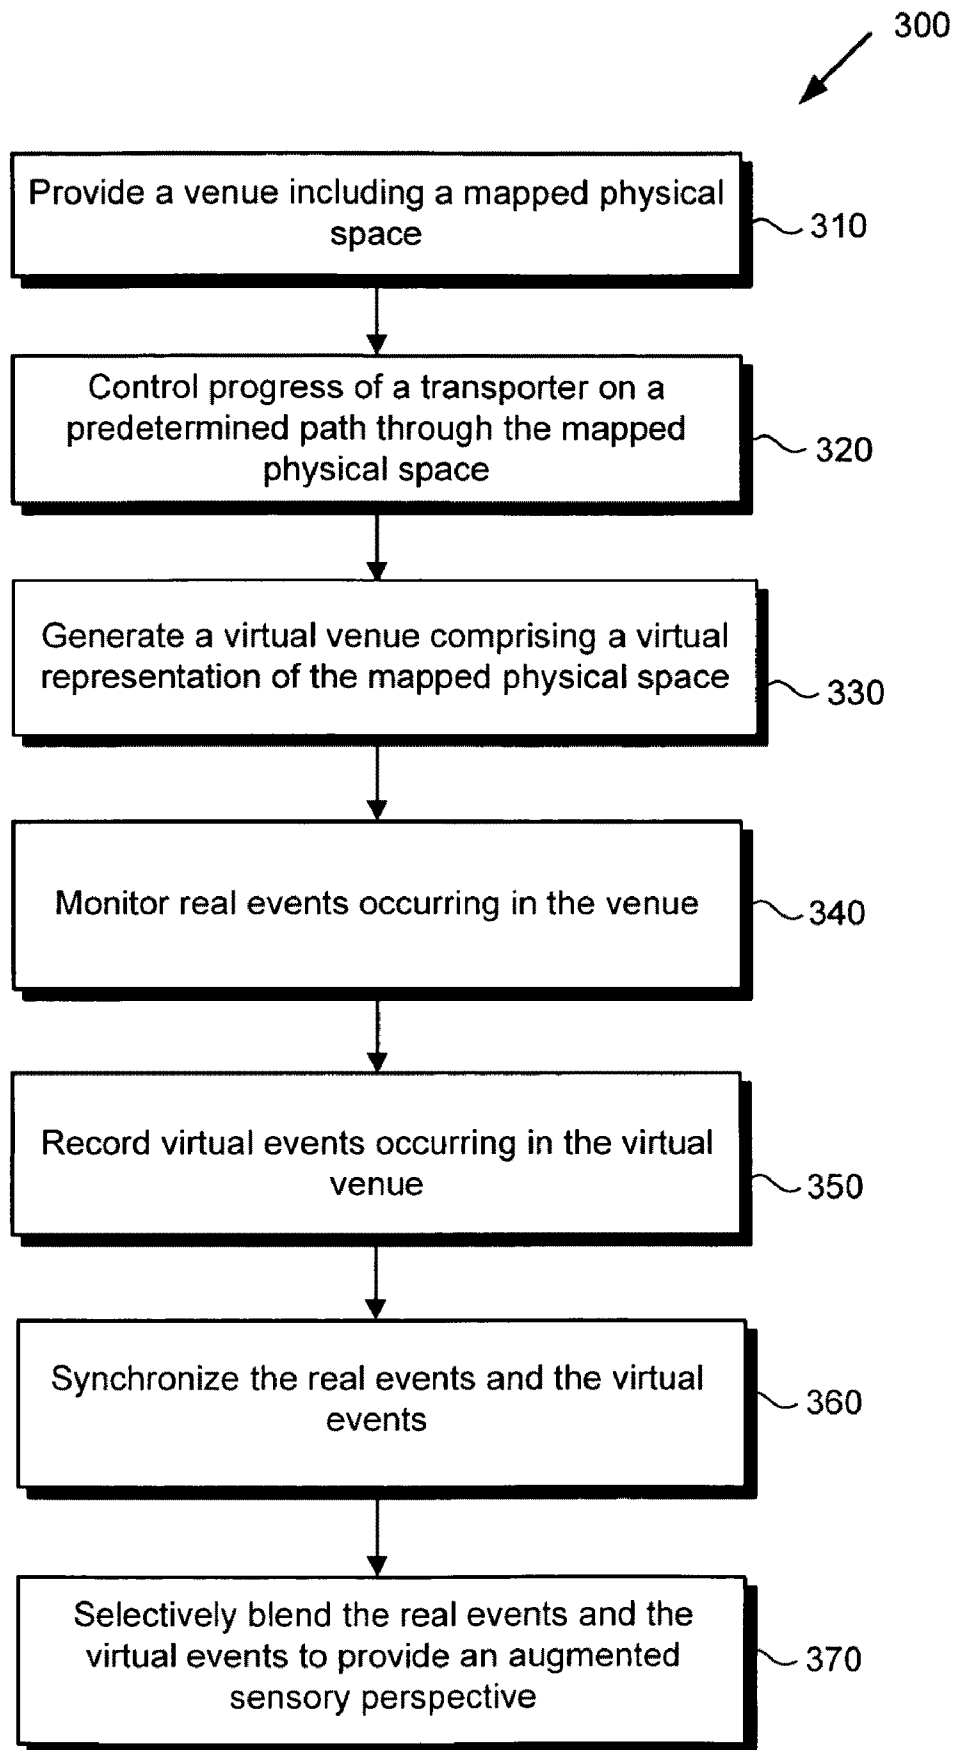 300
Provide a venue including a mapped physical
space
310
Control progress of a transporter on a
predetermined path through the mapped
physical space
320
Generate a virtual venue comprising a virtual
representation of the mapped physical space
330
Monitor real events occurring in the venue
340
Record virtual events occurring in the virtual
venue
350
Synchronize the real events and the virtual
events
360
Selectively blend the real events and the
virtual events to provide an augmented
sensory perspective
370